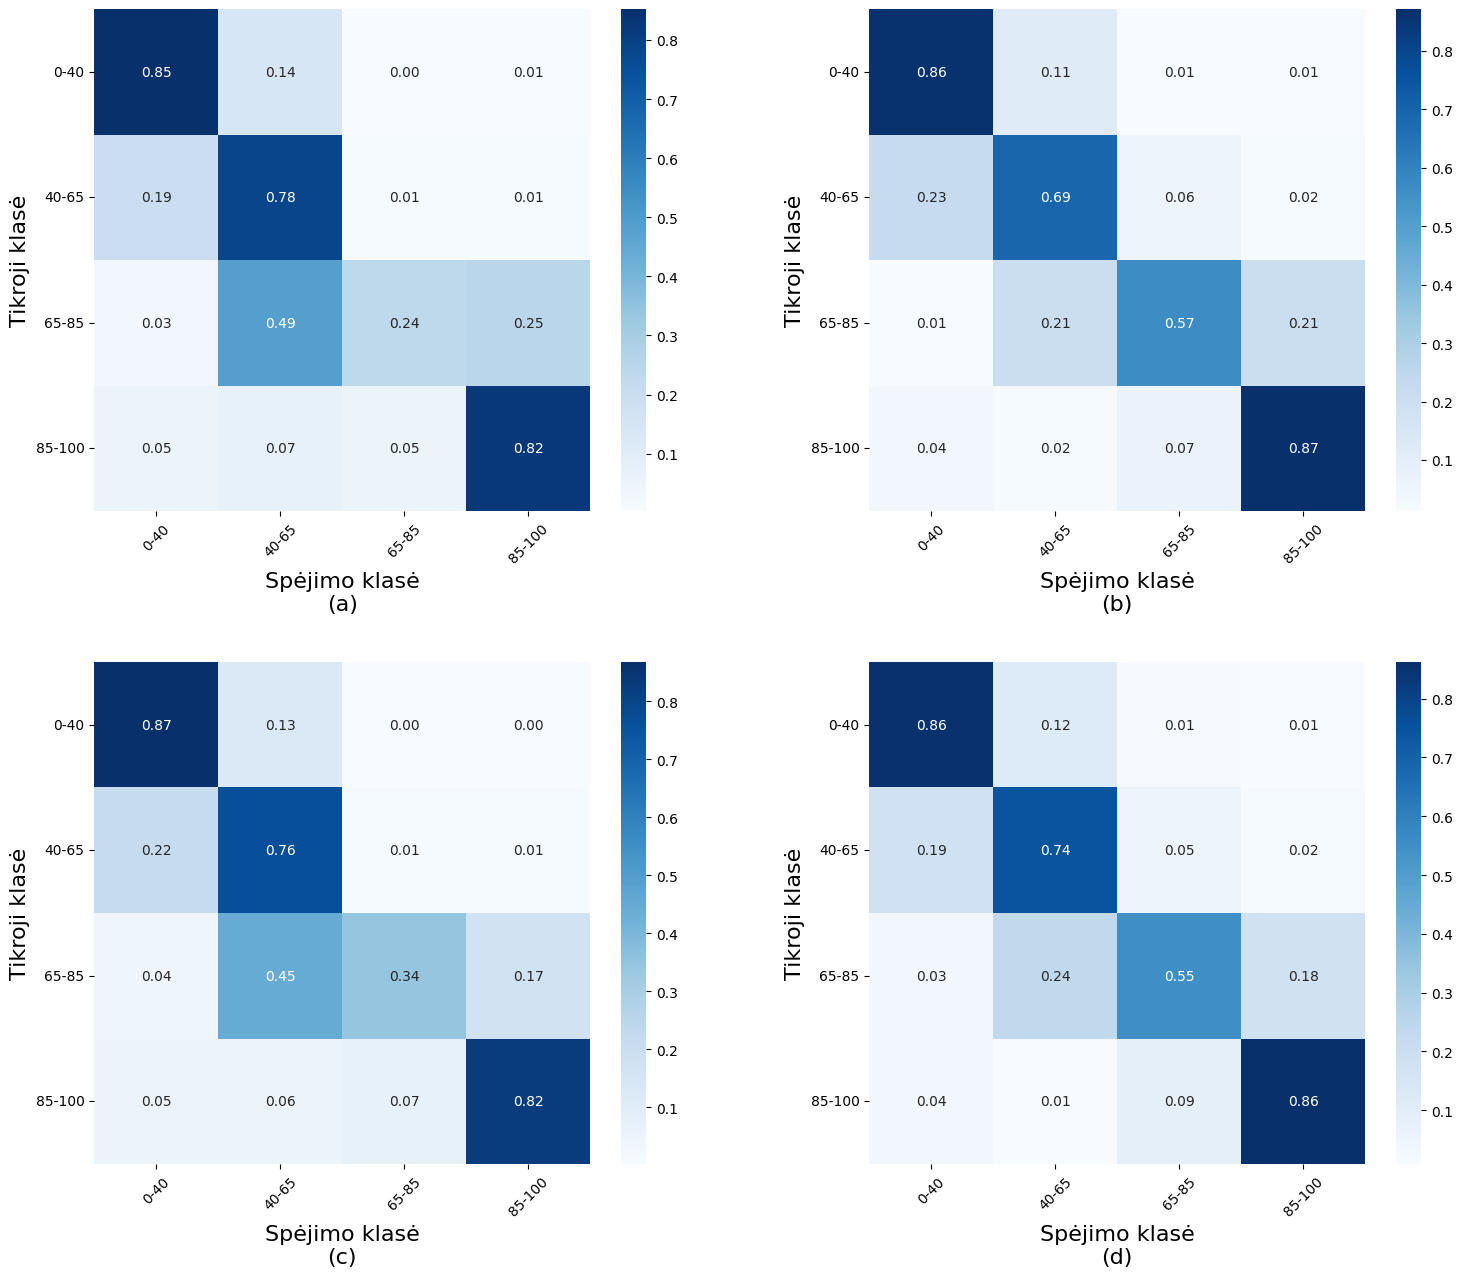 0-40 0.85 0.14 0.00 0.01
40-65 0.19 0.78 0.01 0.01
65-85 0.03 0.49 0.24 0.25
85-100 0.05 0.07 0.05 0.82
0-40 40-65 65-85 85-100
Tikroji klasė
Spėjimo klasė
(a)
0.8
0.7
0.6
0.5
0.4
0.3
0.2
0.1
0-40 0.86 0.11 0.01 0.01
40-65 0.23 0.69 0.06 0.02
65-85 0.01 0.21 0.57 0.21
85-100 0.04 0.02 0.07 0.87
0-40 40-65 65-85 85-100
Tikroji klasė
Spėjimo klasė
(b)
0.8
0.7
0.6
0.5
0.4
0.3
0.2
0.1
0-40 0.87 0.13 0.00 0.00
40-65 0.22 0.76 0.01 0.01
65-85 0.04 0.45 0.34 0.17
85-100 0.05 0.06 0.07 0.82
0-40 40-65 65-85 85-100
Tikroji klasė
Spėjimo klasė
(c)
0.8
0.7
0.6
0.5
0.4
0.3
0.2
0.1
0-40 0.86 0.12 0.01 0.01
40-65 0.19 0.74 0.05 0.02
65-85 0.03 0.24 0.55 0.18
85-100 0.04 0.01 0.09 0.86
0-40 40-65 65-85 85-100
Tikroji klasė
Spėjimo klasė
(d)
0.8
0.7
0.6
0.5
0.4
0.3
0.2
0.1